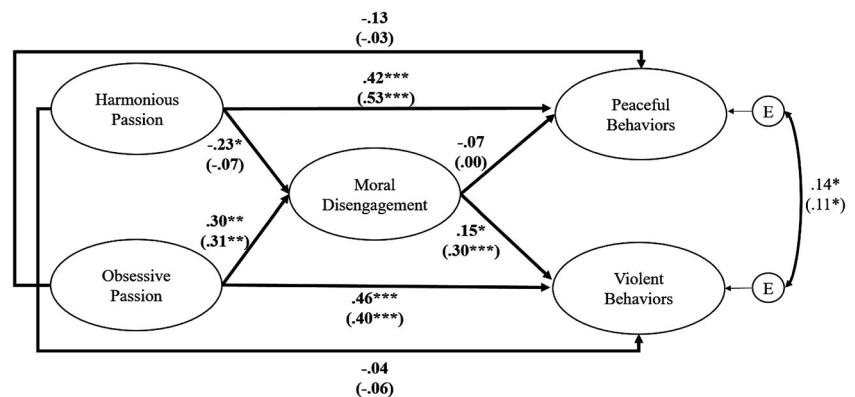 -.13
(-.03)
Harmonious
Passion
.42***
(.53***)
Peaceful
Behaviors
E
-.23*
(-.07)
-.07
(.00)
Moral
Disengagement
.14*
(.11*)
.30**
(.31**)
.15*
(.30***)
Obsessive
Passion
.46***
(.40***)
Violent
Behaviors
E
-.04
(-.06)